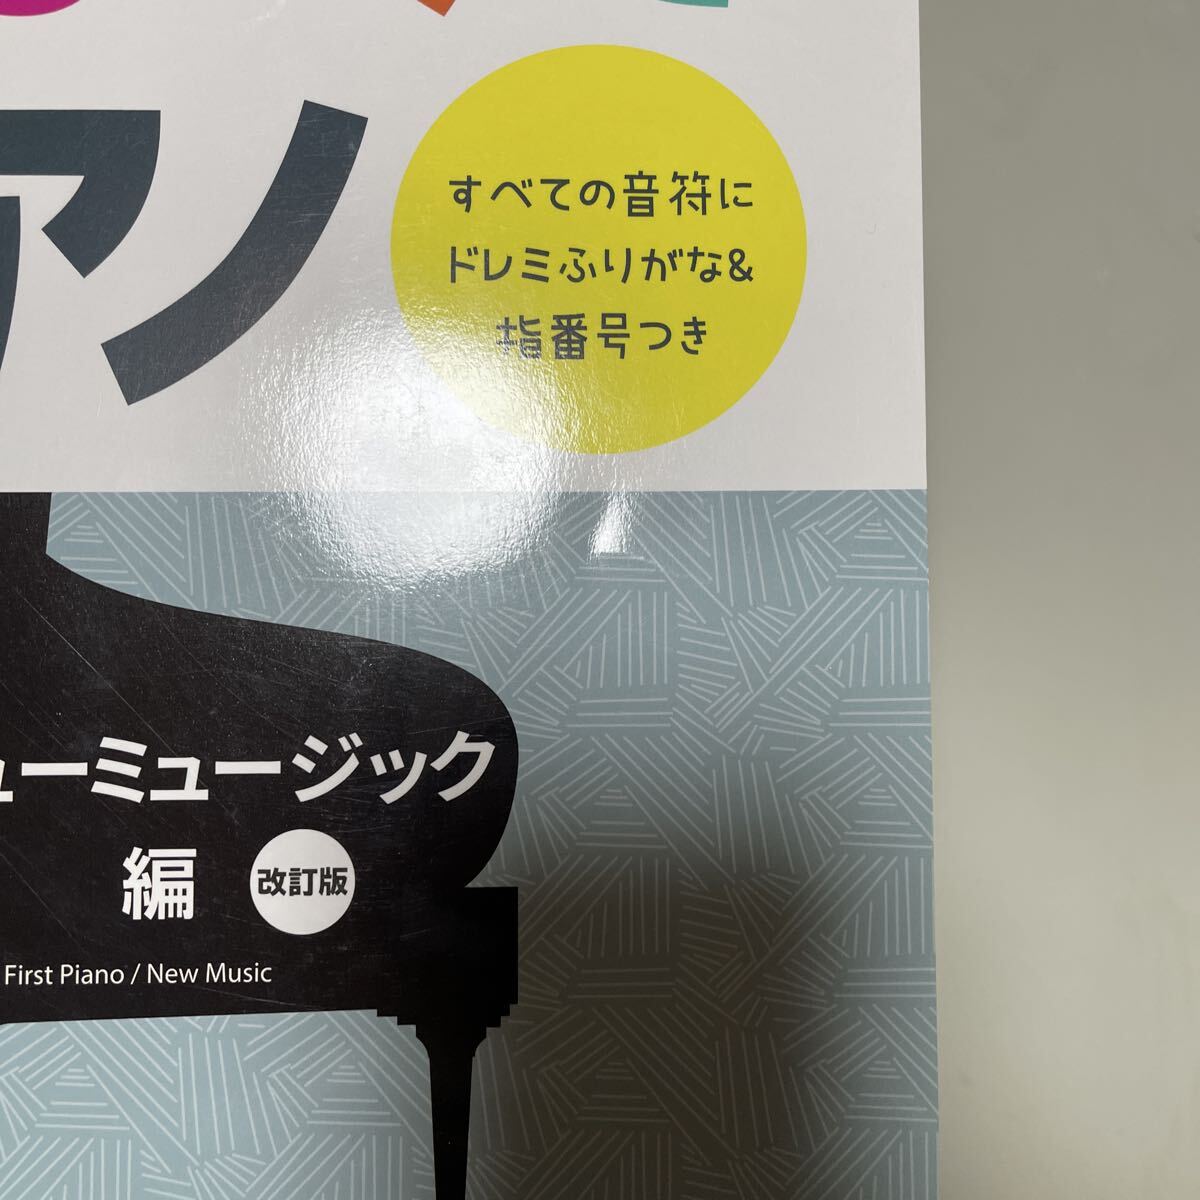 アノ
すべての音符に
ドレミふりがな&
指番号つき
ューミュージック
編
改訂版
First Piano / New Music